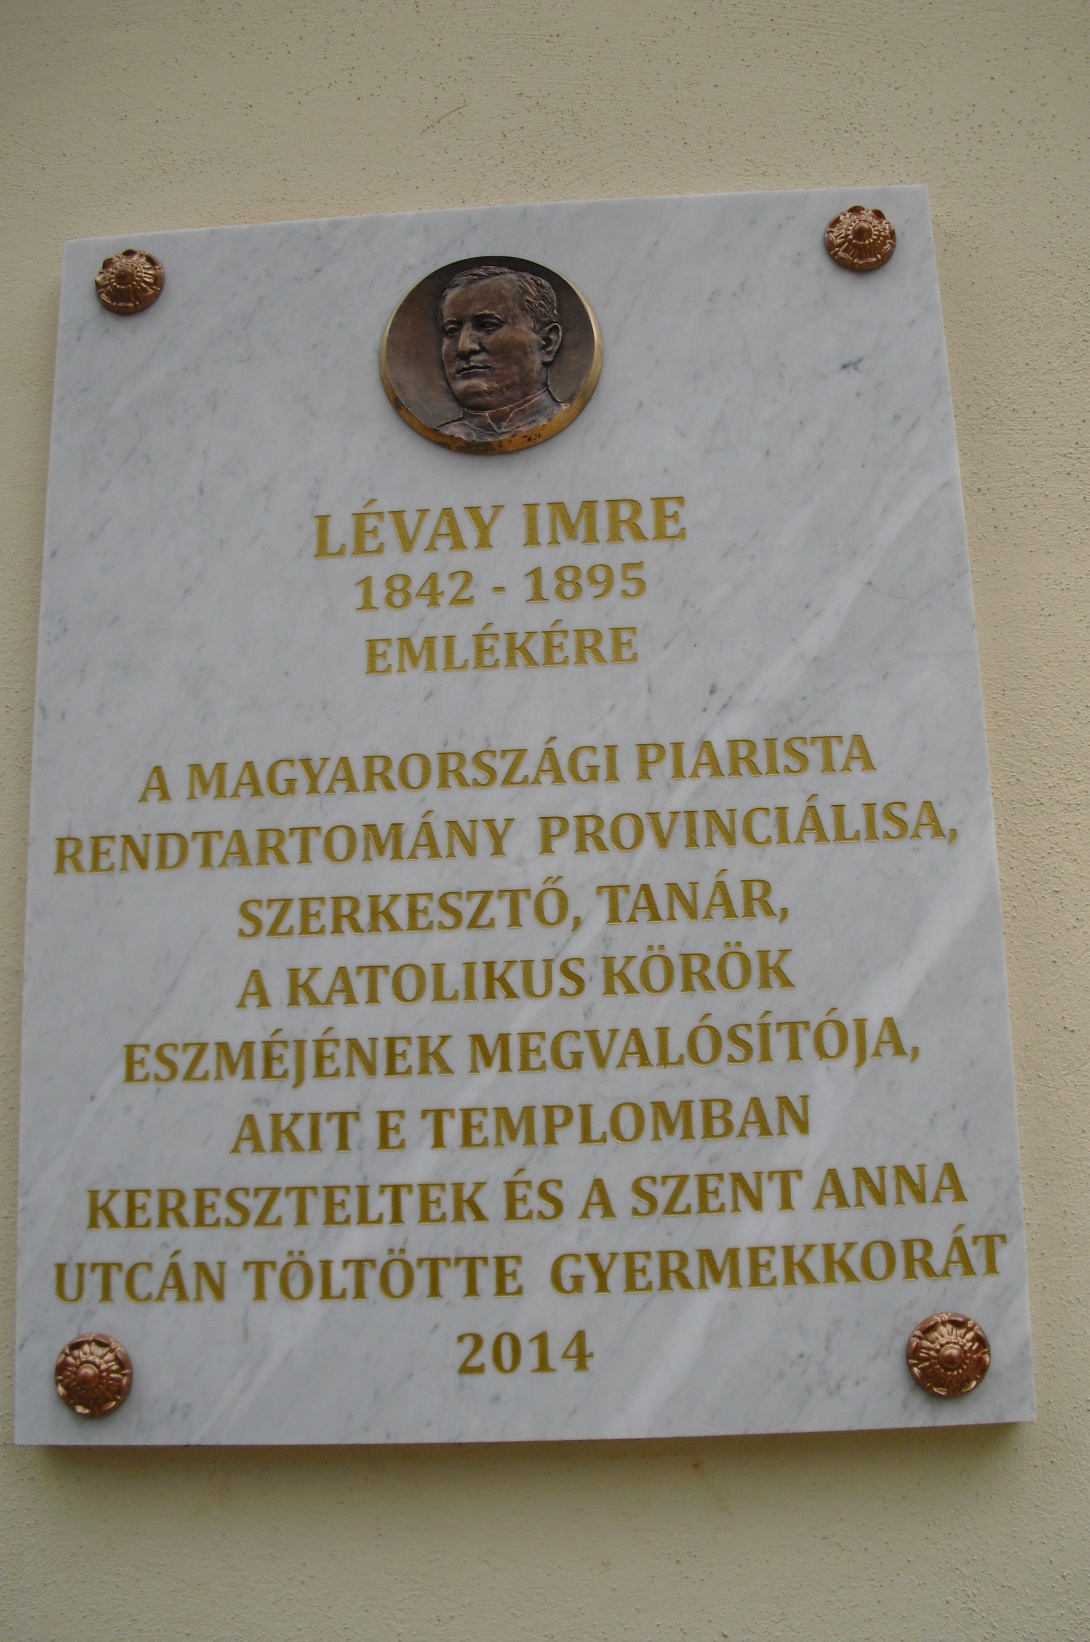 LÉVAY IMRE
1842 - 1895
EMLÉKÉRE
A MAGYARORSZÁGI PIARISTA
RENDTARTOMÁNY PROVINCIÁLISA,
SZERKESZTŐ, TANÁR,
A KATOLIKUS KÖRÖK
ESZMÉJÉNEK MEGVALÓSÍTÓJA,
AKIT E TEMPLOMBAN
KERESZTELTEK ÉS A SZENT ANNA
UTCÁN TÖLTÖTTE GYERMEKKORÁT
2014